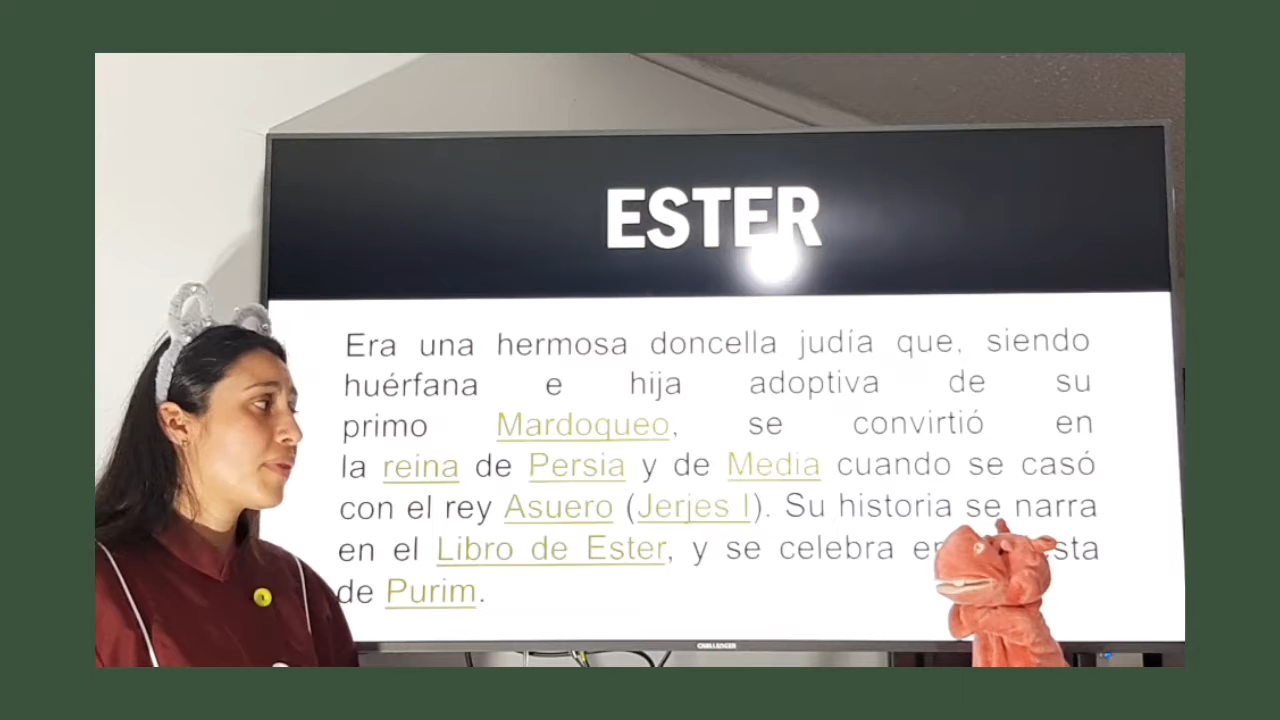 ESTER
Era una hermosa doncella judía que, siendo
huérfana e hija adoptiva de su
primo Mardoqueo, se convirtió en
la reina de Persia y de Media cuando se casó
con el rey Asuero (Jerjes I). Su historia se narra
en el Libro de Ester, y se celebra
de Purim.
CHALLENGER